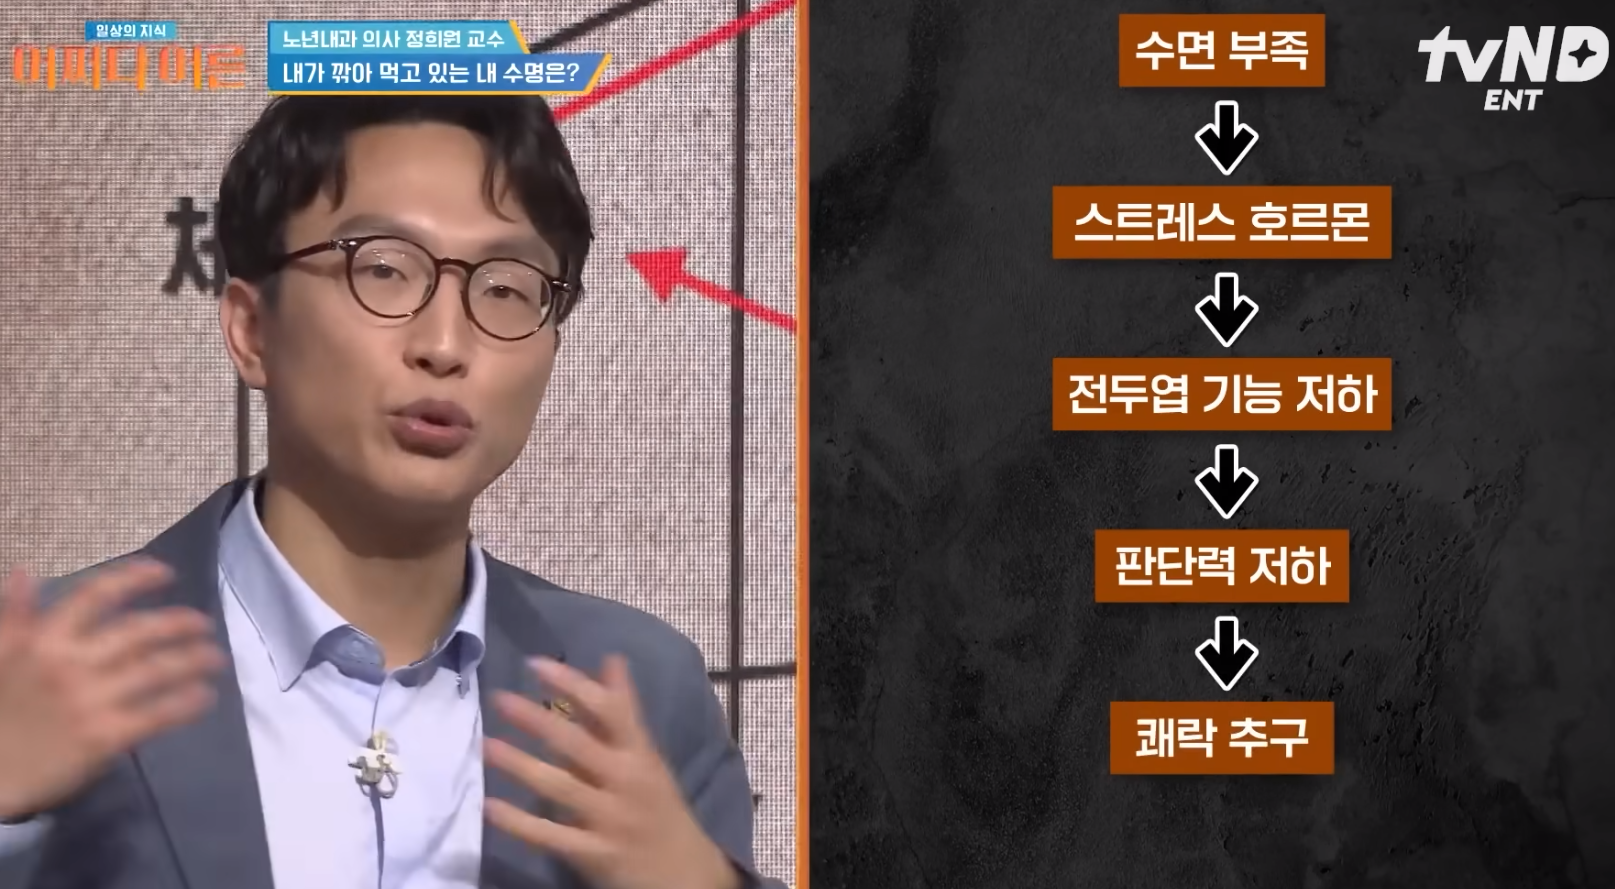 일상의 지식
어쩌다 어른
노년내과 의사 정희원 교수
내가 깎아 먹고 있는 내 수명은?
수면 부족
스트레스 호르몬
전두엽 기능 저하
판단력 저하
쾌락 추구
tvN D
ENT